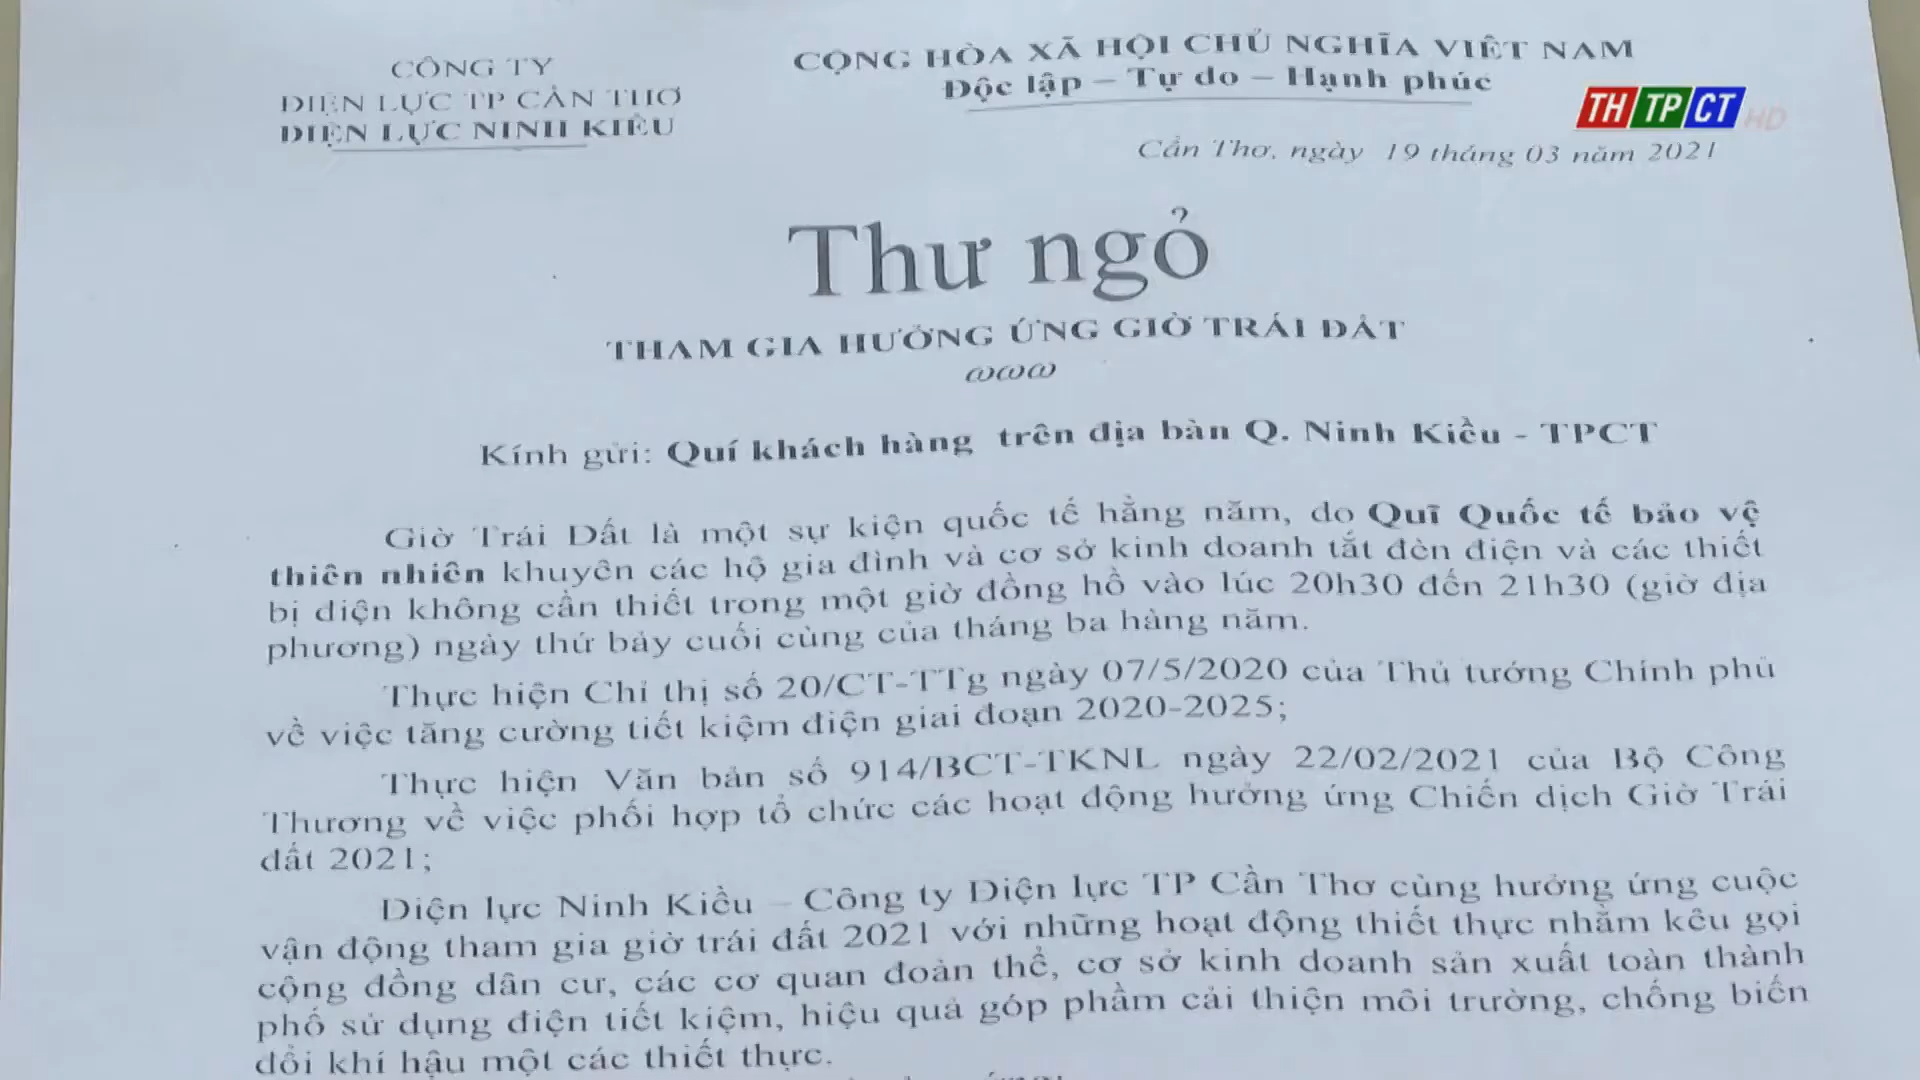 CÔNG TY
ĐIỆN LỰC TP CẦN THƠ
ĐIỆN LỰC NINH KIỀU
CỘNG HÒA XÃ HỘI CHỦ NGHĨA VIỆT NAM
Độc lập – Tự do – Hạnh phúc
THTPCT HD
Cần Thơ, ngày 19 tháng 03 năm 2021
Thư ngỏ
THAM GIA HƯỞNG ỨNG GIỜ TRÁI ĐẤT
Kính gửi: Quí khách hàng trên địa bàn Q. Ninh Kiều - TPCT
Giờ Trái Đất là một sự kiện quốc tế hằng năm, do Quĩ Quốc tế bảo vệ
thiên nhiên khuyên các hộ gia đình và cơ sở kinh doanh tắt đèn điện và các thiết
bị điện không cần thiết trong một giờ đồng hồ vào lúc 20h30 đến 21h30 (giờ địa
phương) ngày thứ bảy cuối cùng của tháng ba hàng năm.
Thực hiện Chỉ thị số 20/CT-TTg ngày 07/5/2020 của Thủ tướng Chính phủ
về việc tăng cường tiết kiệm điện giai đoạn 2020-2025;
Thực hiện Văn bản số 914/BCT-TKNL ngày 22/02/2021 của Bộ Công
Thương về việc phối hợp tổ chức các hoạt động hưởng ứng Chiến dịch Giờ Trái
đất 2021;
Điện lực Ninh Kiều – Công ty Điện lực TP Cần Thơ cùng hưởng ứng cuộc
vận động tham gia giờ trái đất 2021 với những hoạt động thiết thực nhằm kêu gọi
cộng đồng dân cư, các cơ quan đoàn thể, cơ sở kinh doanh sản xuất toàn thành
phố sử dụng điện tiết kiệm, hiệu quả góp phầm cải thiện môi trường, chống biến
đổi khí hậu một các thiết thực.